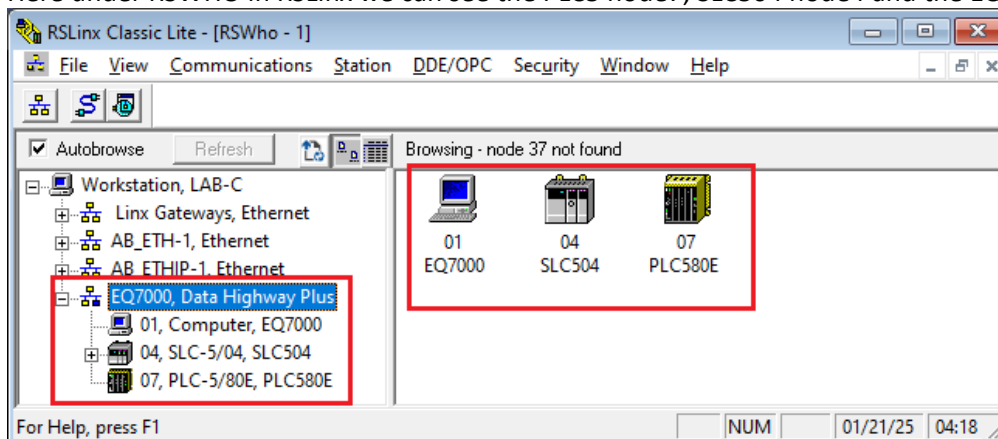 RSLinx Classic Lite - [RSWho - 1]
File View Communications Station DDE/OPC Security Window Help
Autobrowse Refresh Browsing - node 37 not found
Workstation, LAB-C
Linx Gateways, Ethernet
AB_ETH-1, Ethernet
AB_ETHIP-1, Ethernet
EQ7000, Data Highway Plus
01, Computer, EQ7000
04, SLC-5/04, SLC504
07, PLC-5/80E, PLC580E
01
EQ7000
04
SLC504
07
PLC580E
For Help, press F1 NUM 01/21/25 04:18